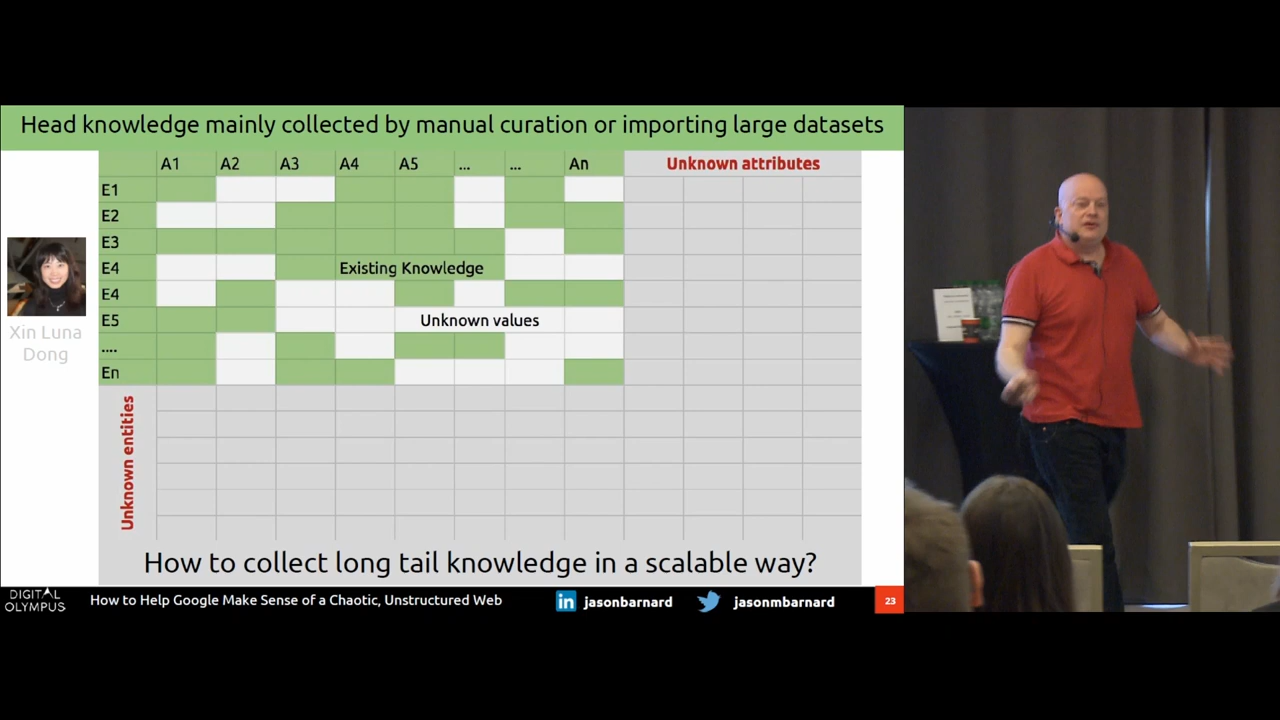 Head knowledge mainly collected by manual curation or importing large datasets
A1 A2 A3 A4 A5 ... ... An Unknown attributes
E1
E2
E3
E4 Existing Knowledge
E4
E5 Unknown values
....
En
Xin Luna
Dong
Unknown entities
How to collect long tail knowledge in a scalable way?
DIGITAL
OLYMPUS
How to Help Google Make Sense of a Chaotic, Unstructured Web
in jasonbarnard
jasonmbarnard
23